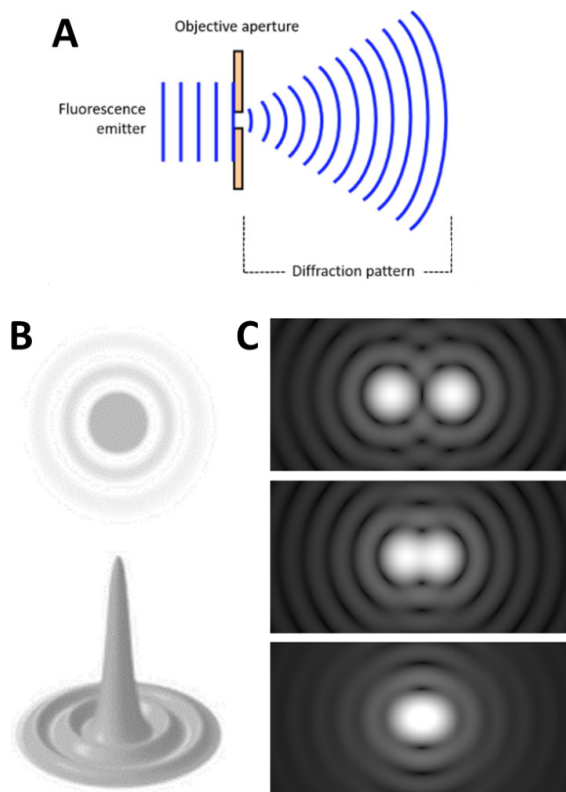 A
Objective aperture
Fluorescence
emitter
Diffraction pattern
B
C